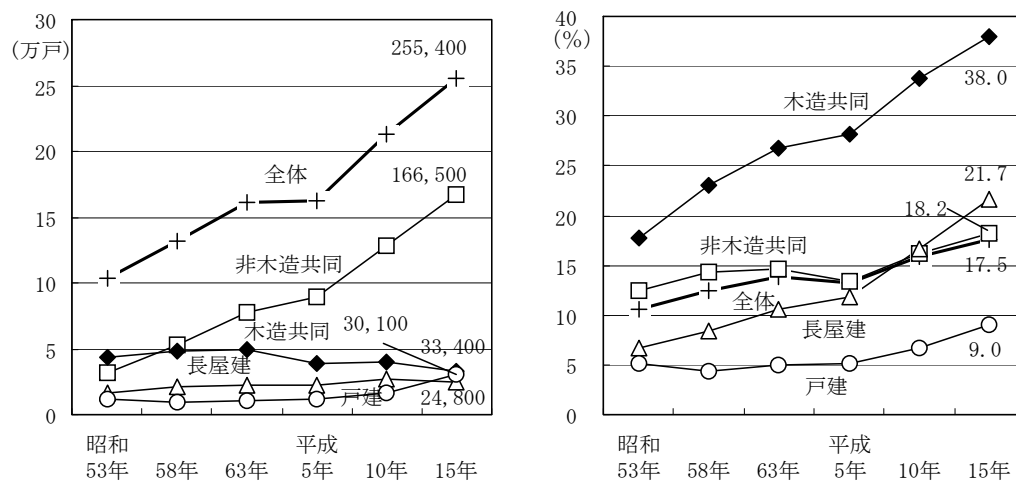 30
(万戸)
25
20
15
10
5
0
255,400
全体
166,500
非木造共同
木造共同
30,100
長屋建
33,400
戸建
24,800
昭和
53年
58年
63年
平成
5年
10年
15年
40
(%)
35
30
25
20
15
10
5
0
木造共同
38.0
21.7
18.2
非木造共同
全体
17.5
長屋建
戸建
9.0
昭和
53年
58年
63年
平成
5年
10年
15年